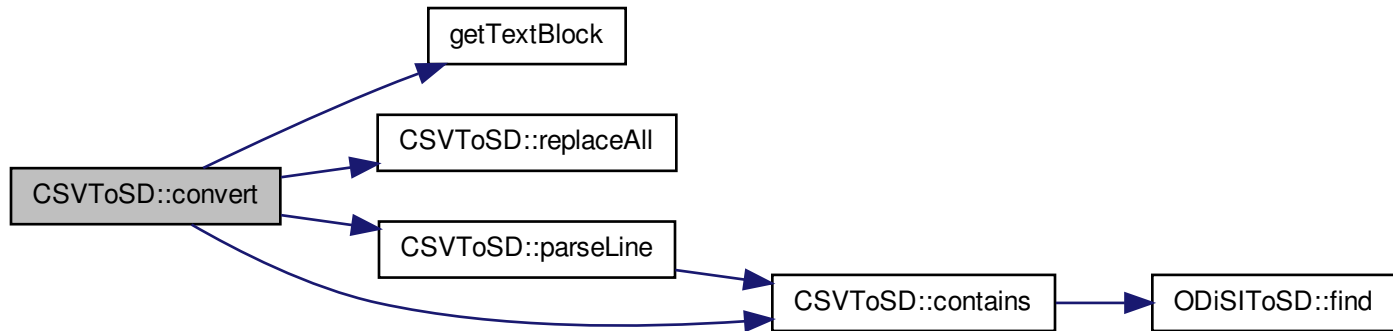 getTextBlock
CSVToSD::replaceAll
CSVToSD::convert
CSVToSD::parseLine
CSVToSD::contains
ODiSIToSD::find